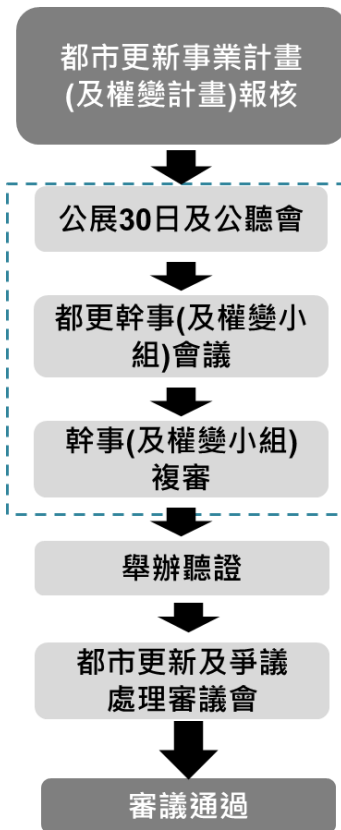 都市更新事業計畫
(及權變計畫)報核
公展30日及公聽會
都更幹事(及權變小
組)會議
幹事(及權變小組)
複審
舉辦聽證
都市更新及爭議
處理審議會
審議通過